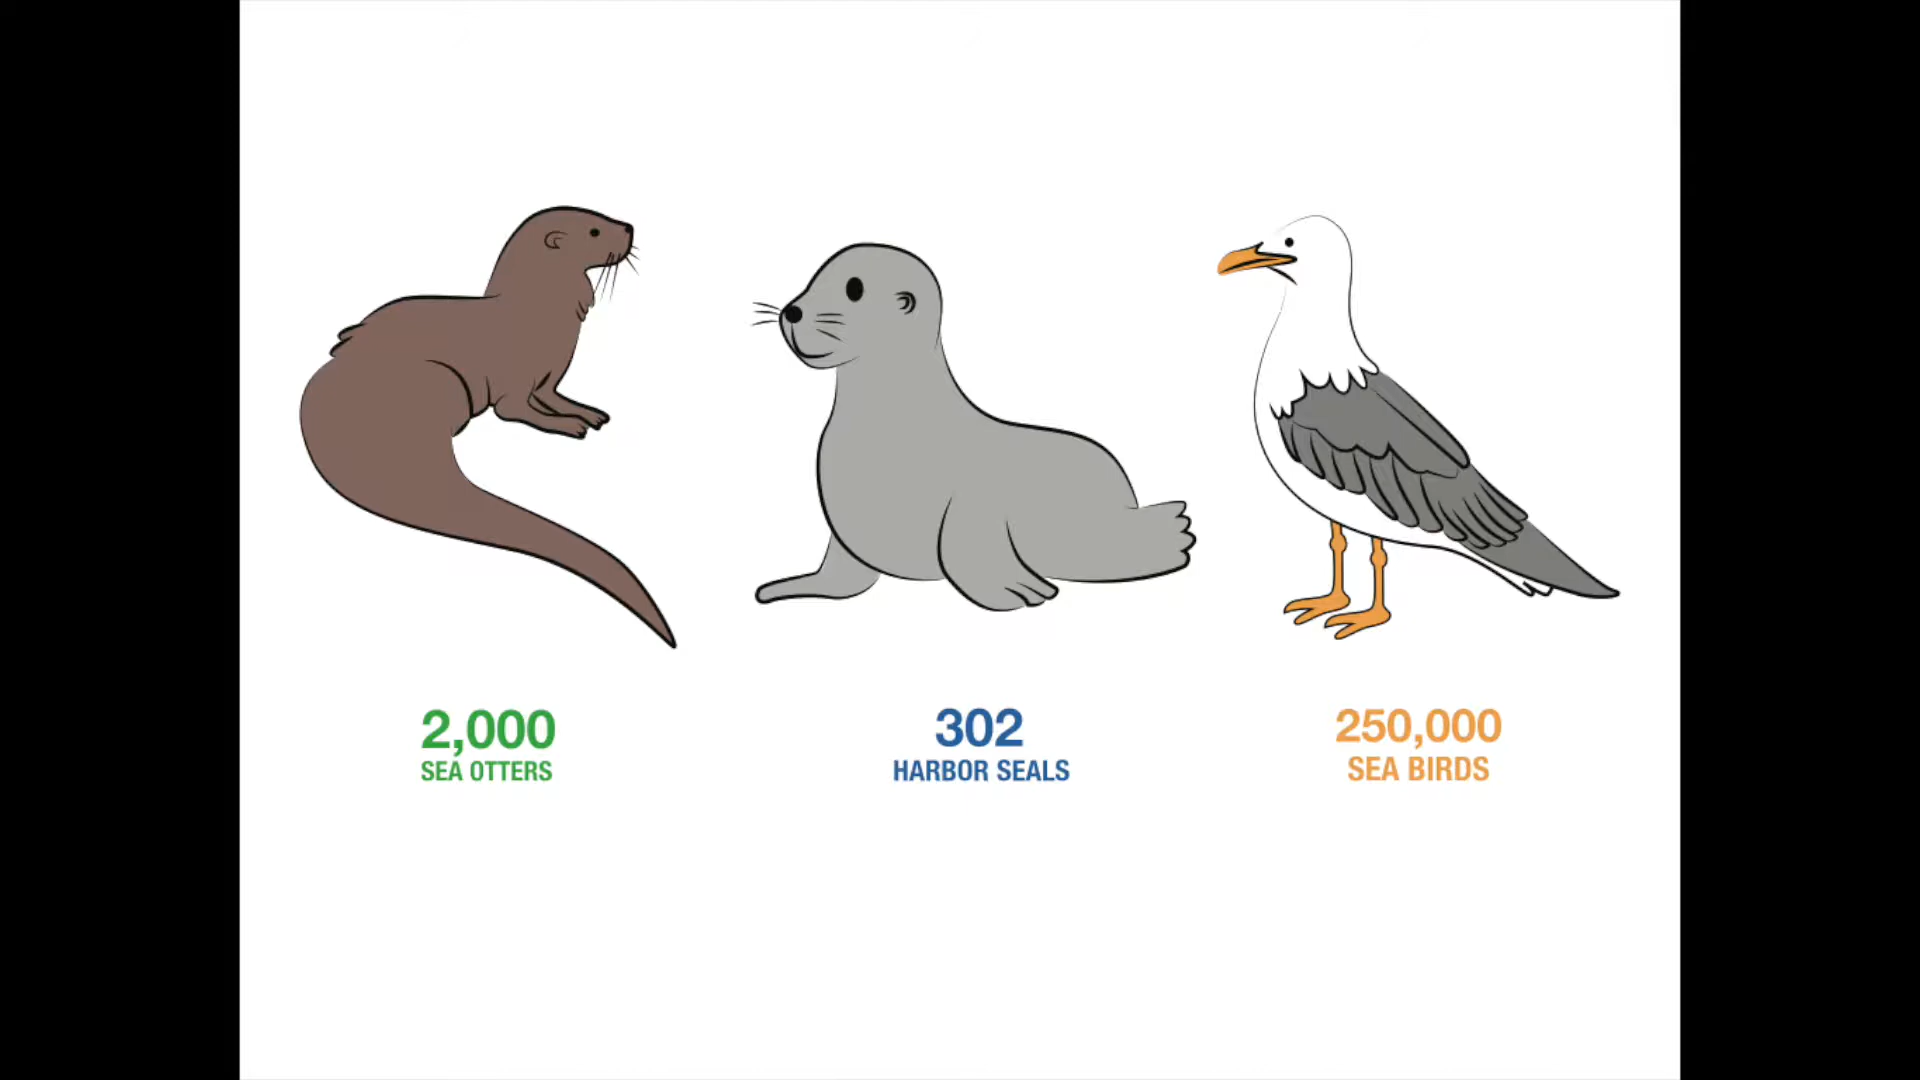 2,000
SEA OTTERS
302
HARBOR SEALS
250,000
SEA BIRDS